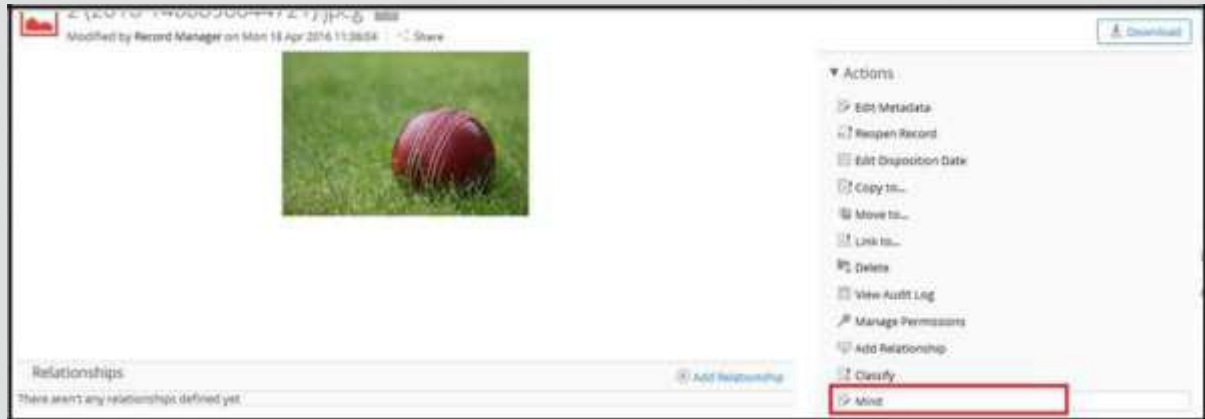 Modified by Record Manager on Mon 18 Apr 2016 11:36:54 Share
Download
Actions
Edit Metadata
Reopen Record
Edit Disposition Date
Copy to...
Move to...
Link to...
Delete
View Audit Log
Manage Permissions
Add Relationship
Classify
Relationships
Add Relationship
There aren't any relationships defined yet